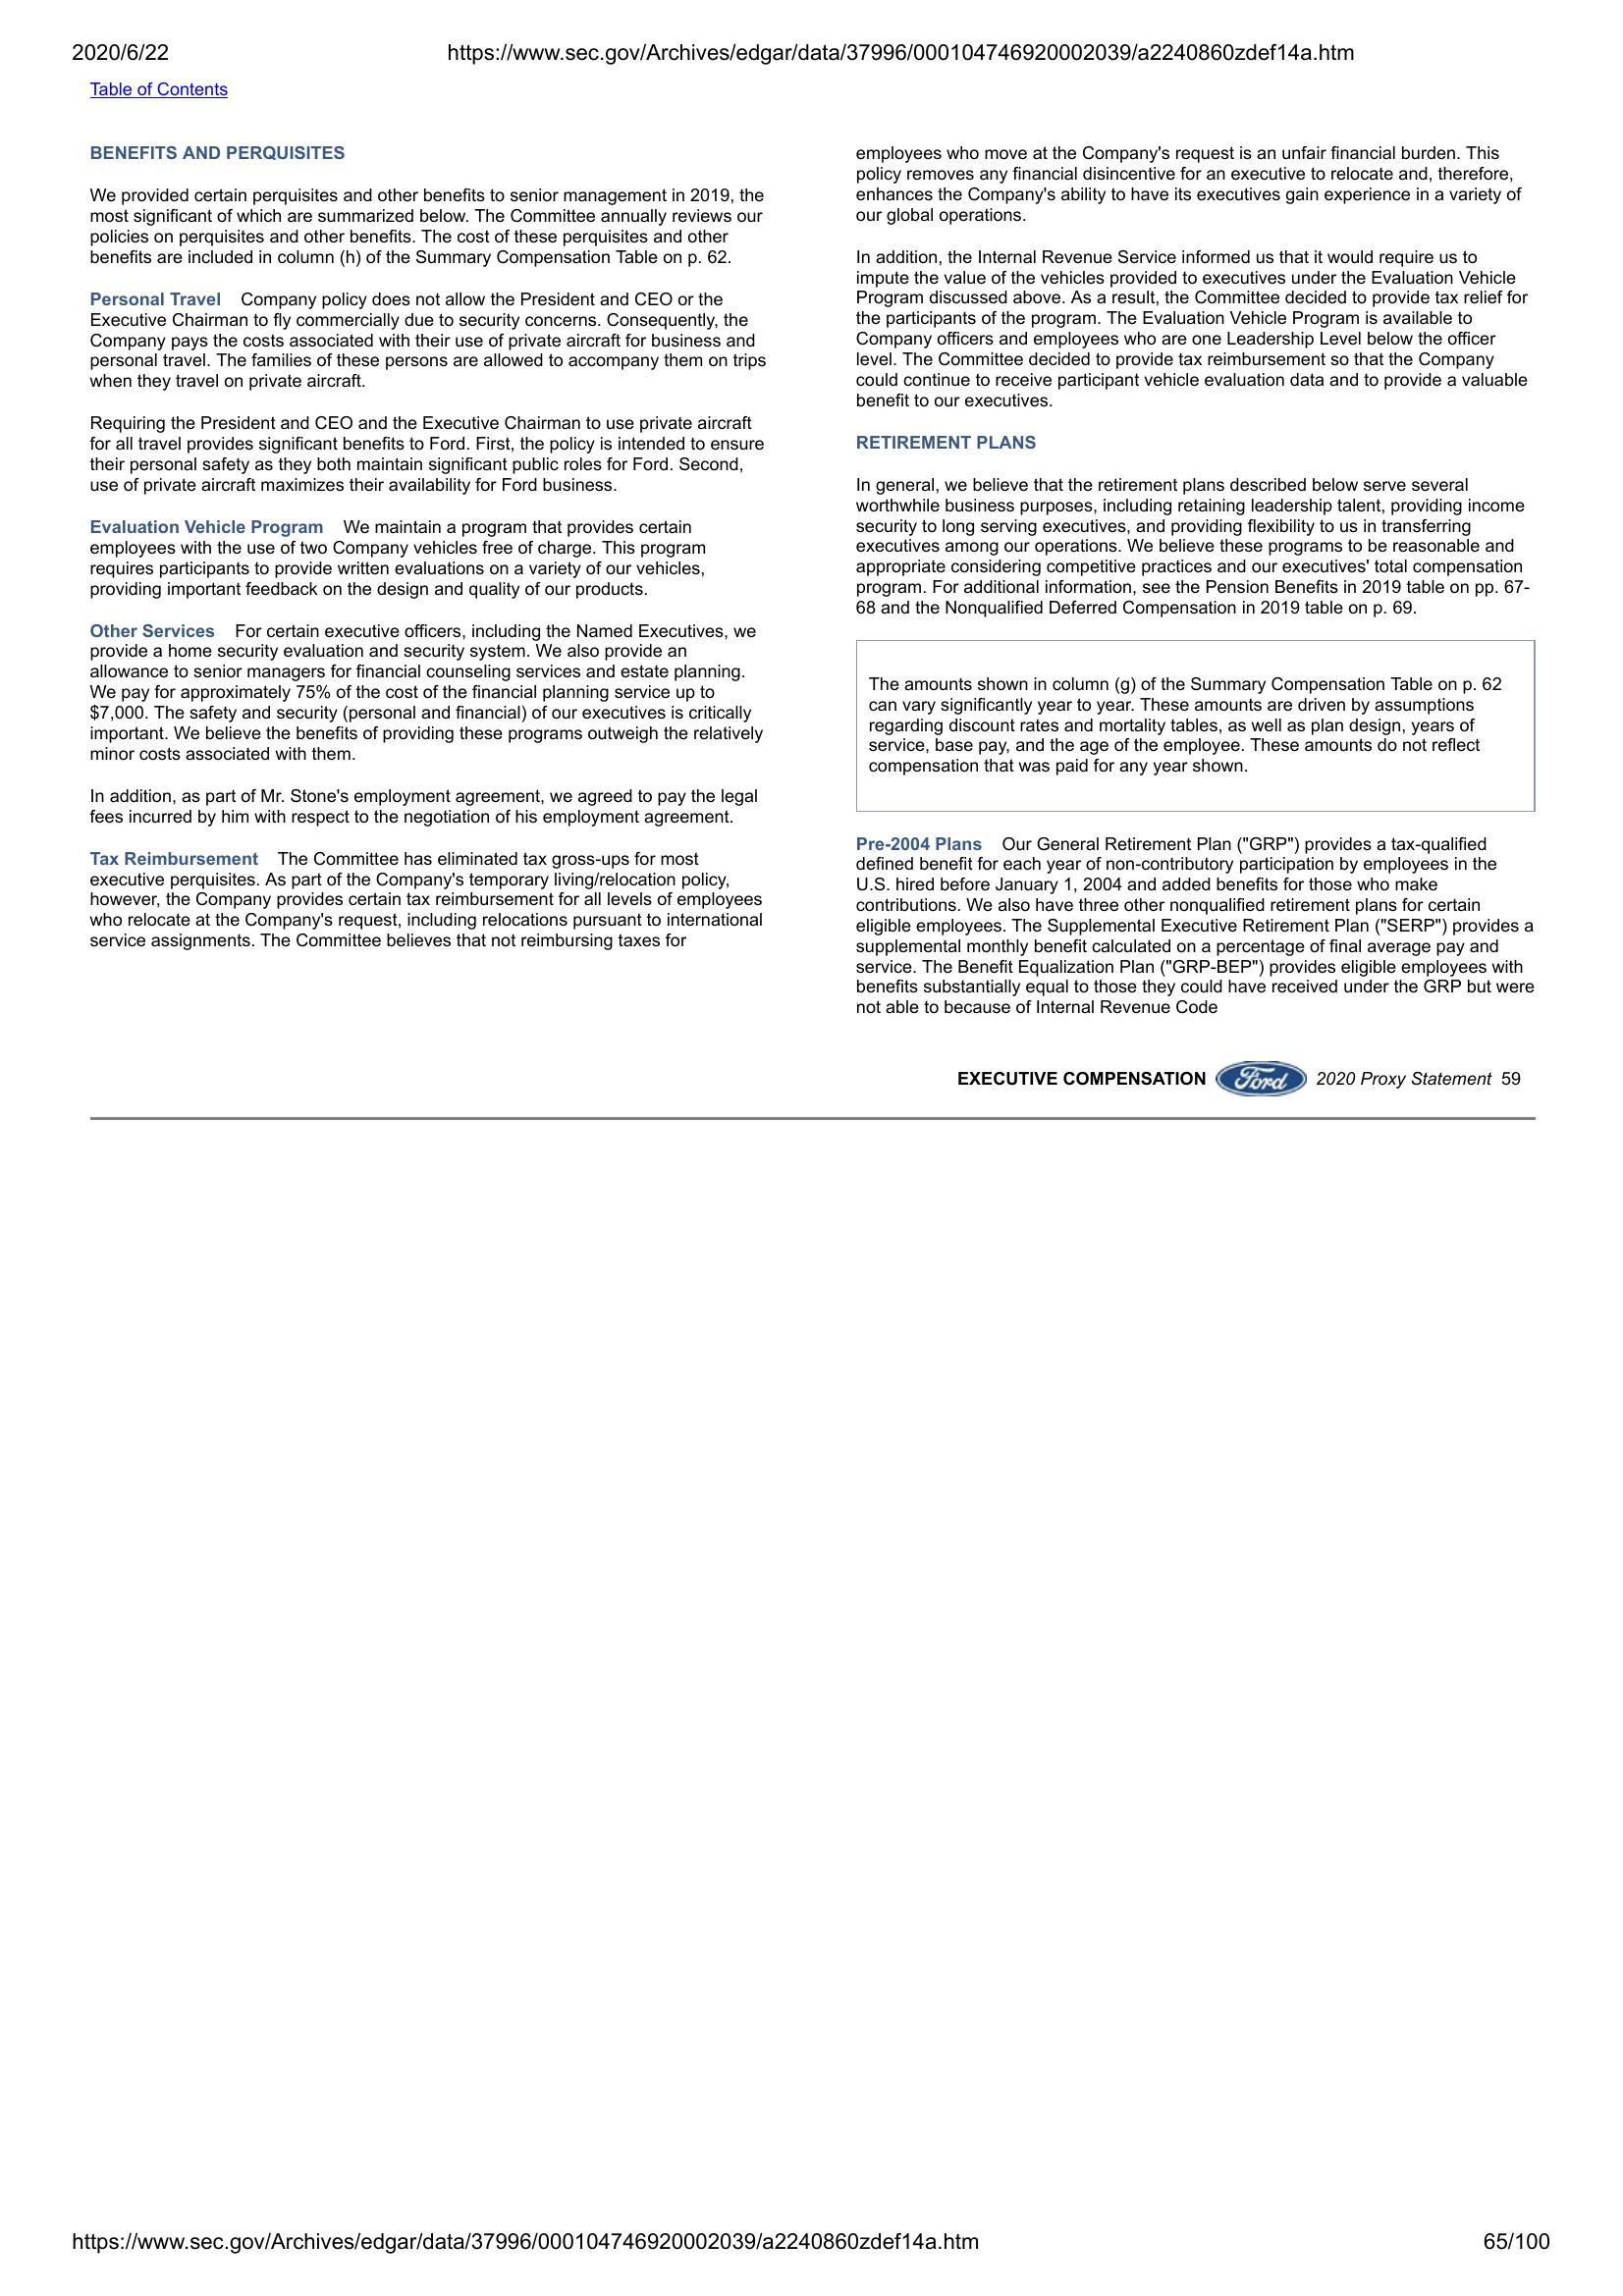 2020/6/22
https://www.sec.gov/Archives/edgar/data/37996/000104746920002039/a2240860zdef14a.htm
Table of Contents
BENEFITS AND PERQUISITES
We provided certain perquisites and other benefits to senior management in 2019, the
most significant of which are summarized below. The Committee annually reviews our
policies on perquisites and other benefits. The cost of these perquisites and other
benefits are included in column (h) of the Summary Compensation Table on p. 62.
Personal Travel Company policy does not allow the President and CEO or the
Executive Chairman to fly commercially due to security concerns. Consequently, the
Company pays the costs associated with their use of private aircraft for business and
personal travel. The families of these persons are allowed to accompany them on trips
when they travel on private aircraft.
Requiring the President and CEO and the Executive Chairman to use private aircraft
for all travel provides significant benefits to Ford. First, the policy is intended to ensure
their personal safety as they both maintain significant public roles for Ford. Second,
use of private aircraft maximizes their availability for Ford business.
Evaluation Vehicle Program We maintain a program that provides certain
employees with the use of two Company vehicles free of charge. This program
requires participants to provide written evaluations on a variety of our vehicles,
providing important feedback on the design and quality of our products.
Other Services For certain executive officers, including the Named Executives, we
provide a home security evaluation and security system. We also provide an
allowance to senior managers for financial counseling services and estate planning.
We pay for approximately 75% of the cost of the financial planning service up to
$7,000. The safety and security (personal and financial) of our executives is critically
important. We believe the benefits of providing these programs outweigh the relatively
minor costs associated with them.
In addition, as part of Mr. Stone's employment agreement, we agreed to pay the legal
fees incurred by him with respect to the negotiation of his employment agreement.
Tax Reimbursement The Committee has eliminated tax gross-ups for most
executive perquisites. As part of the Company's temporary living/relocation policy,
however, the Company provides certain tax reimbursement for all levels of employees
who relocate at the Company's request, including relocations pursuant to international
service assignments. The Committee believes that not reimbursing taxes for
employees who move at the Company's request is an unfair financial burden. This
policy removes any financial disincentive for an executive to relocate and, therefore,
enhances the Company's ability to have its executives gain experience in a variety of
our global operations.
In addition, the Internal Revenue Service informed us that it would require us to
impute the value of the vehicles provided to executives under the Evaluation Vehicle
Program discussed above. As a result, the Committee decided to provide tax relief for
the participants of the program. The Evaluation Vehicle Program is available to
Company officers and employees who are one Leadership Level below the officer
level. The Committee decided to provide tax reimbursement so that the Company
could continue to receive participant vehicle evaluation data and to provide a valuable
benefit to our executives.
RETIREMENT PLANS
In general, we believe that the retirement plans described below serve several
worthwhile business purposes, including retaining leadership talent, providing income
security to long serving executives, and providing flexibility to us in transferring
executives among our operations. We believe these programs to be reasonable and
appropriate considering competitive practices and our executives' total compensation
program. For additional information, see the Pension Benefits in 2019 table on pp. 67-
68 and the Nonqualified Deferred Compensation in 2019 table on p. 69.
The amounts shown in column (g) of the Summary Compensation Table on p. 62
can vary significantly year to year. These amounts are driven by assumptions
regarding discount rates and mortality tables, as well as plan design, years of
service, base pay, and the age of the employee. These amounts do not reflect
compensation that was paid for any year shown.
Pre-2004 Plans Our General Retirement Plan ("GRP") provides a tax-qualified
defined benefit for each year of non-contributory participation by employees in the
U.S. hired before January 1, 2004 and added benefits for those who make
contributions. We also have three other nonqualified retirement plans for certain
eligible employees. The Supplemental Executive Retirement Plan ("SERP") provides a
supplemental monthly benefit calculated on a percentage of final average pay and
service. The Benefit Equalization Plan ("GRP-BEP") provides eligible employees with
benefits substantially equal to those they could have received under the GRP but were
not able to because of Internal Revenue Code
EXECUTIVE COMPENSATION Ford 2020 Proxy Statement 59
https://www.sec.gov/Archives/edgar/data/37996/000104746920002039/a2240860zdef14a.htm
65/100